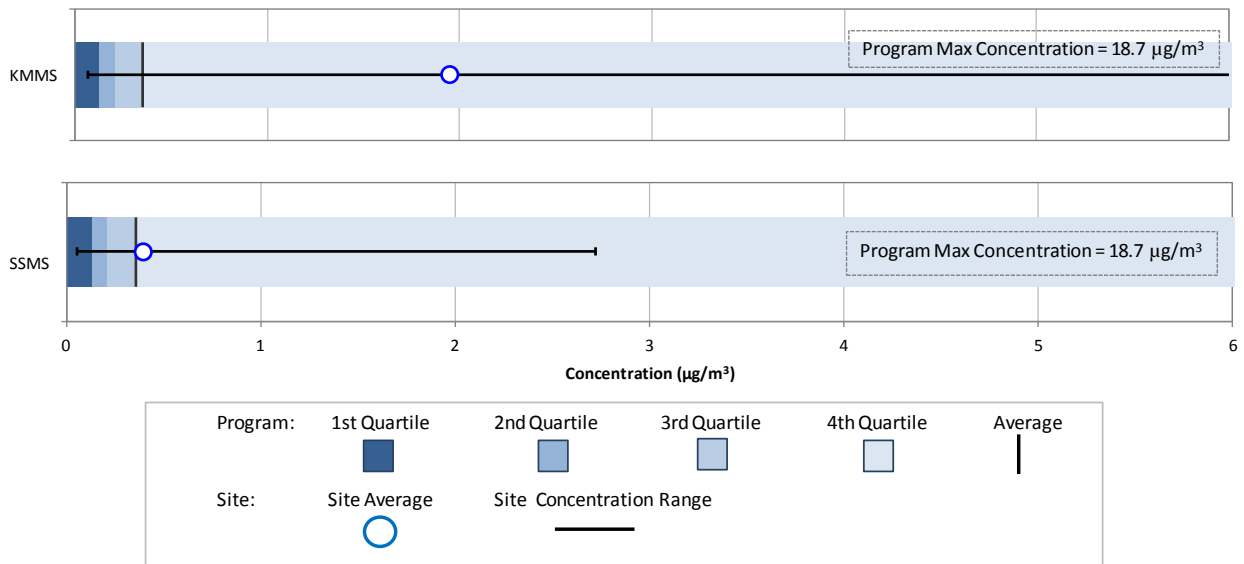 KMMS
Program Max Concentration = 18.7 µg/m³
SSMS
Program Max Concentration = 18.7 µg/m³
0 1 2 3 4 5 6
Concentration (µg/m³)
Program: 1st Quartile 2nd Quartile 3rd Quartile 4th Quartile Average
Site: Site Average Site Concentration Range